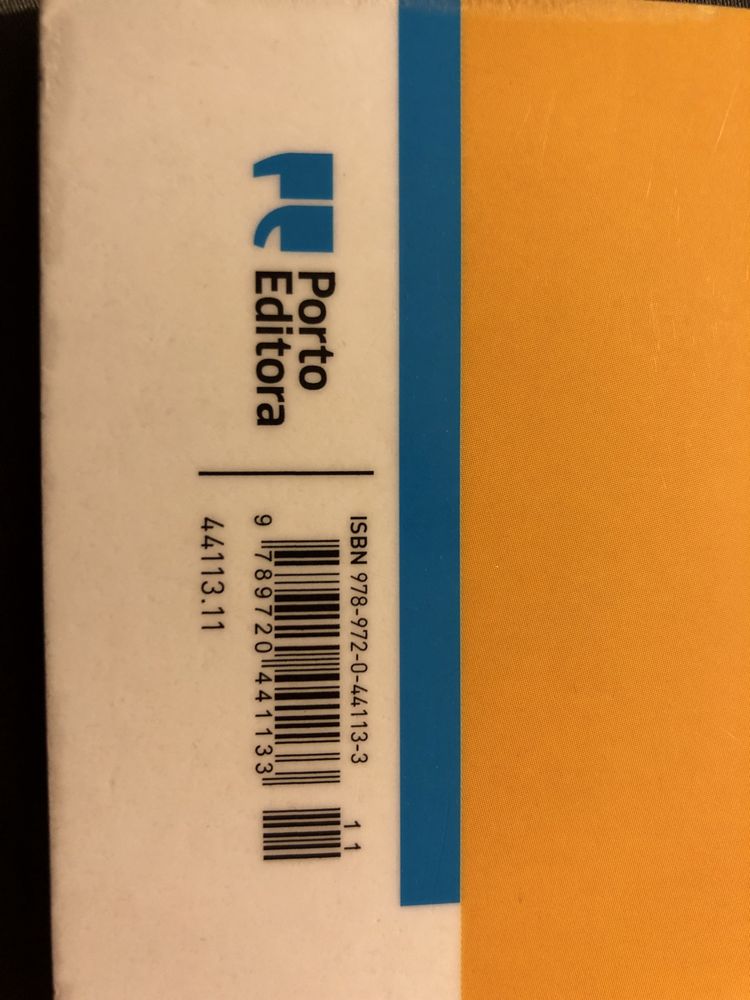 Porto
Editora
ISBN 978-972-0-44113-3
11
9 789720 441133
44113.11